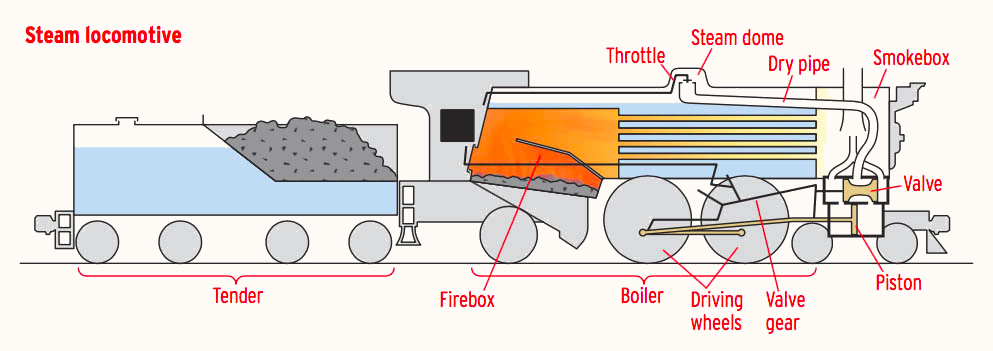 Steam locomotive
Steam dome
Throttle
Dry pipe
Smokebox
Valve
Piston
Tender
Firebox
Boiler
Driving
wheels
Valve
gear